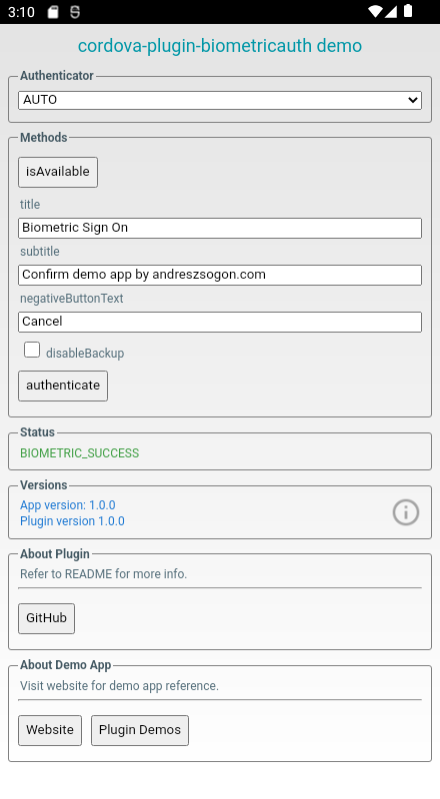 3:10
cordova-plugin-biometricauth demo
Authenticator
AUTO
Methods
isAvailable
title
Biometric Sign On
subtitle
Confirm demo app by andreszsogon.com
negativeButtonText
Cancel
disableBackup
authenticate
Status
BIOMETRIC_SUCCESS
Versions
App version: 1.0.0
Plugin version 1.0.0
About Plugin
Refer to README for more info.
GitHub
About Demo App
Visit website for demo app reference.
Website Plugin Demos